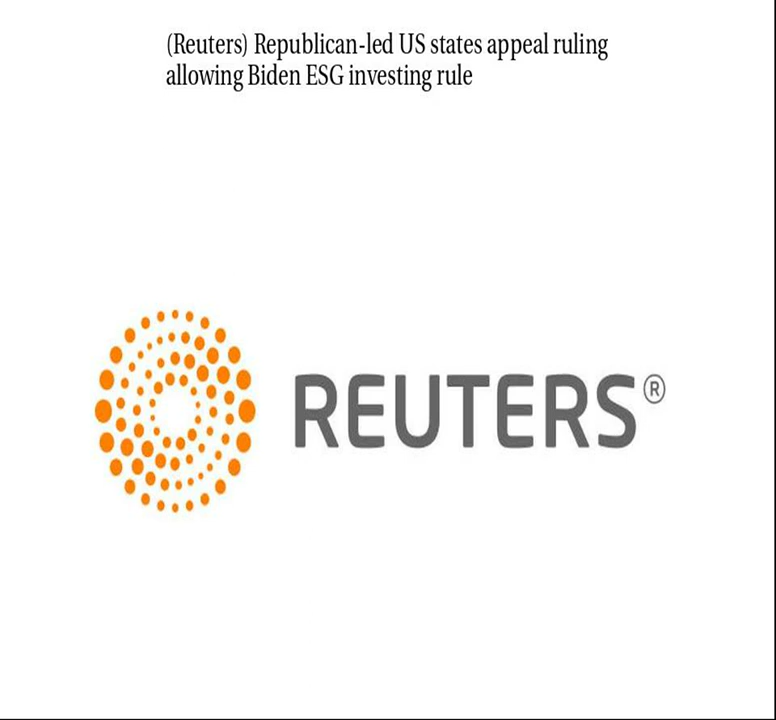 (Reuters) Republican-led US states appeal ruling
allowing Biden ESG investing rule
REUTERS®